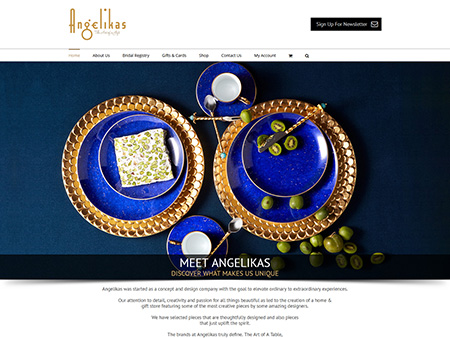 Angelikas
Sign Up For Newsletter
Home About Us Bridal Registry Gifts & Cards Shop Contact Us My Account
MEET ANGELIKAS
DISCOVER WHAT MAKES US UNIQUE
Angelikas was started as a concept and design company with the goal to elevate ordinary to extraordinary experiences.
Our attention to detail, creativity and passion for all things beautiful as led to the creation of a home &
gift store featuring some of the most creative pieces by some amazing designers.
We have selected pieces that are thoughtfully designed and also pieces
that just uplift the spirit.
The brands at Angelikas truly define. The Art of A Table,